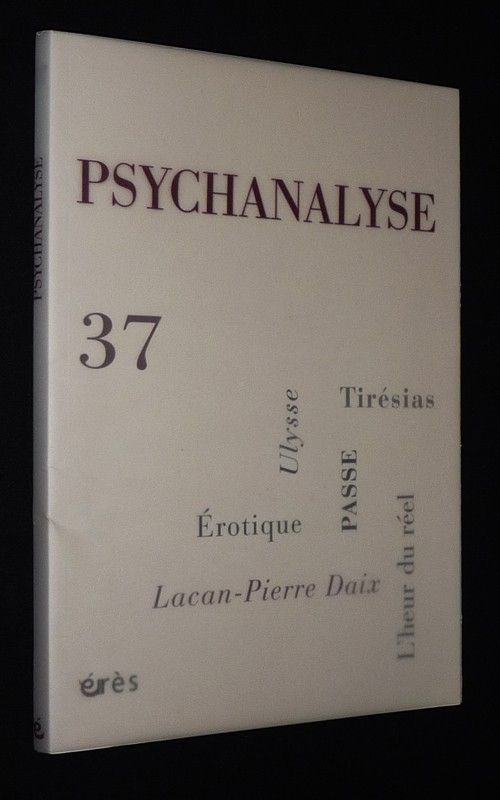 PSYCHANALYSE
PSYCHANALYSE
37
Ulysse
Tirésias
PASSE
Érotique
L'heur du réel
Lacan-Pierre Daix
érès
é